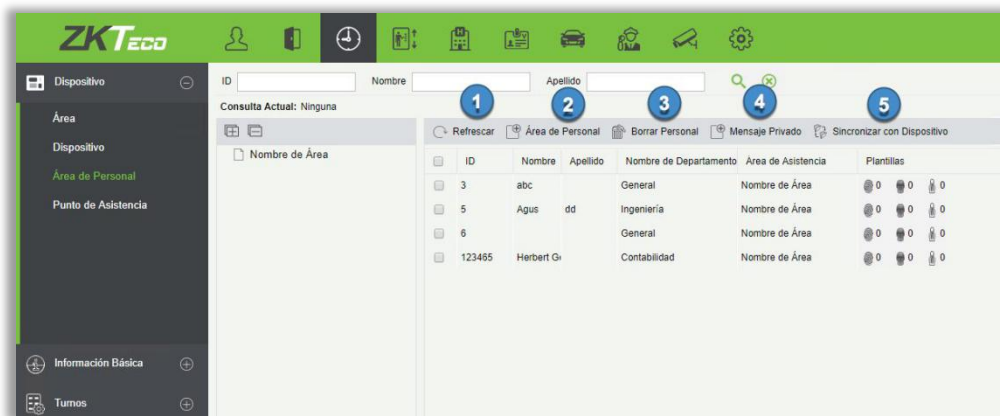 ZKTeco
Dispositivo
Área
Dispositivo
Área de Personal
Punto de Asistencia
Información Básica
Turnos
ID Nombre Apellido
Consulta Actual: Ninguna
1 2 3 4 5
Refrescar Área de Personal Borrar Personal Mensaje Privado Sincronizar con Dispositivo
Nombre de Área
ID Nombre Apellido Nombre de Departamento Area de Asistencia Plantillas
3 abc General Nombre de Área 0 0 0
5 Agus dd Ingeniería Nombre de Área 0 0 0
6 General Nombre de Área 0 0 0
123465 Herbert Contabilidad Nombre de Área 0 0 0